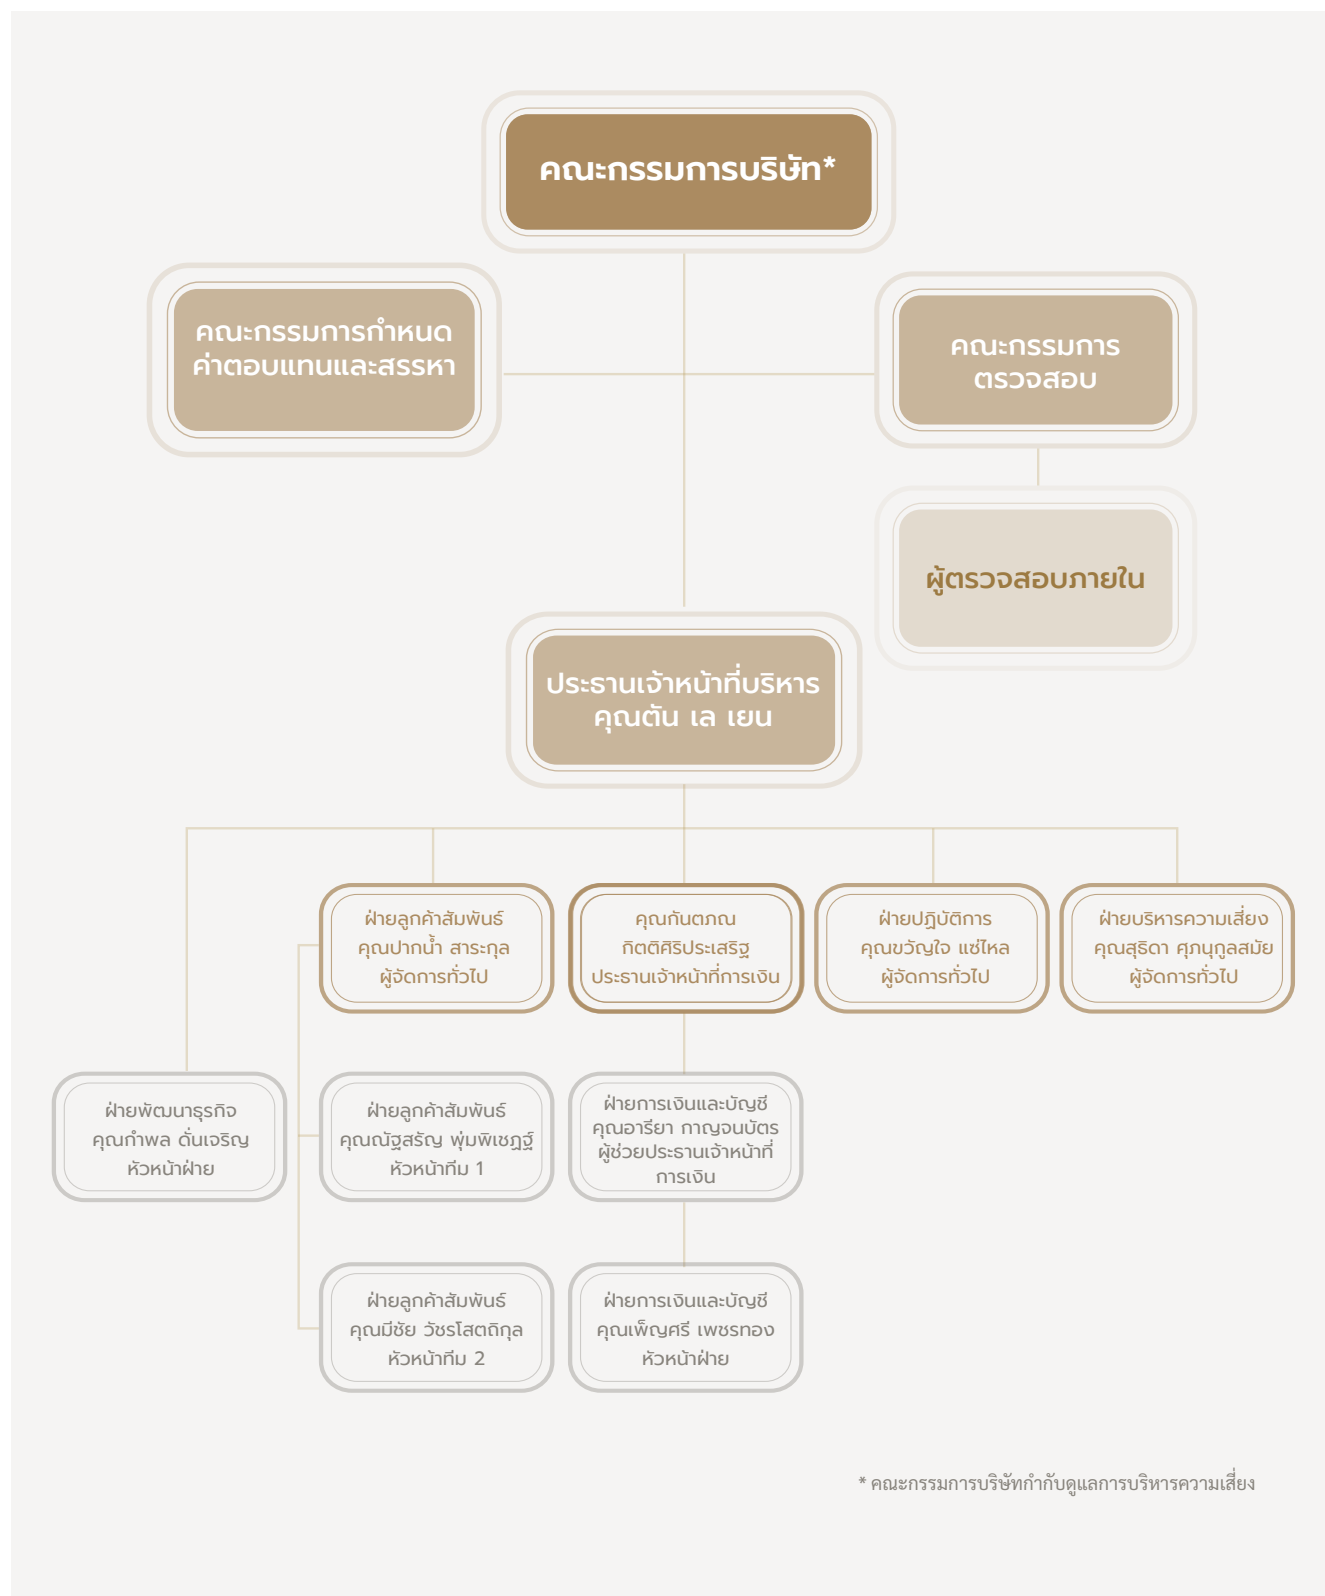 คณะกรรมการบริษัท*
คณะกรรมการกำหนด
ค่าตอบแทนและสรรหา
คณะกรรมการ
ตรวจสอบ
ผู้ตรวจสอบภายใน
ประธานเจ้าหน้าที่บริหาร
คุณตัน เล เยน
ฝ่ายลูกค้าสัมพันธ์
คุณปากน้ำ สาระกุล
ผู้จัดการทั่วไป
คุณกันตภณ
กิตติศิริประเสริฐ
ประธานเจ้าหน้าที่การเงิน
ฝ่ายปฏิบัติการ
คุณขวัญใจ แซ่ไหล
ผู้จัดการทั่วไป
ฝ่ายบริหารความเสี่ยง
คุณสุธิดา ศุภนุกูลสมัย
ผู้จัดการทั่วไป
ฝ่ายพัฒนาธุรกิจ
คุณกำพล ดั่นเจริญ
หัวหน้าฝ่าย
ฝ่ายลูกค้าสัมพันธ์
คุณณัฐสรัญ พุ่มพิเชฏฐ์
หัวหน้าทีม 1
ฝ่ายการเงินและบัญชี
คุณอารียา กาญจนบัตร
ผู้ช่วยประธานเจ้าหน้าที่
การเงิน
ฝ่ายลูกค้าสัมพันธ์
คุณมีชัย วัชรโสตถิกุล
หัวหน้าทีม 2
ฝ่ายการเงินและบัญชี
คุณเพ็ญศรี เพชรทอง
หัวหน้าฝ่าย
* คณะกรรมการบริษัทกำกับดูแลการบริหารความเสี่ยง